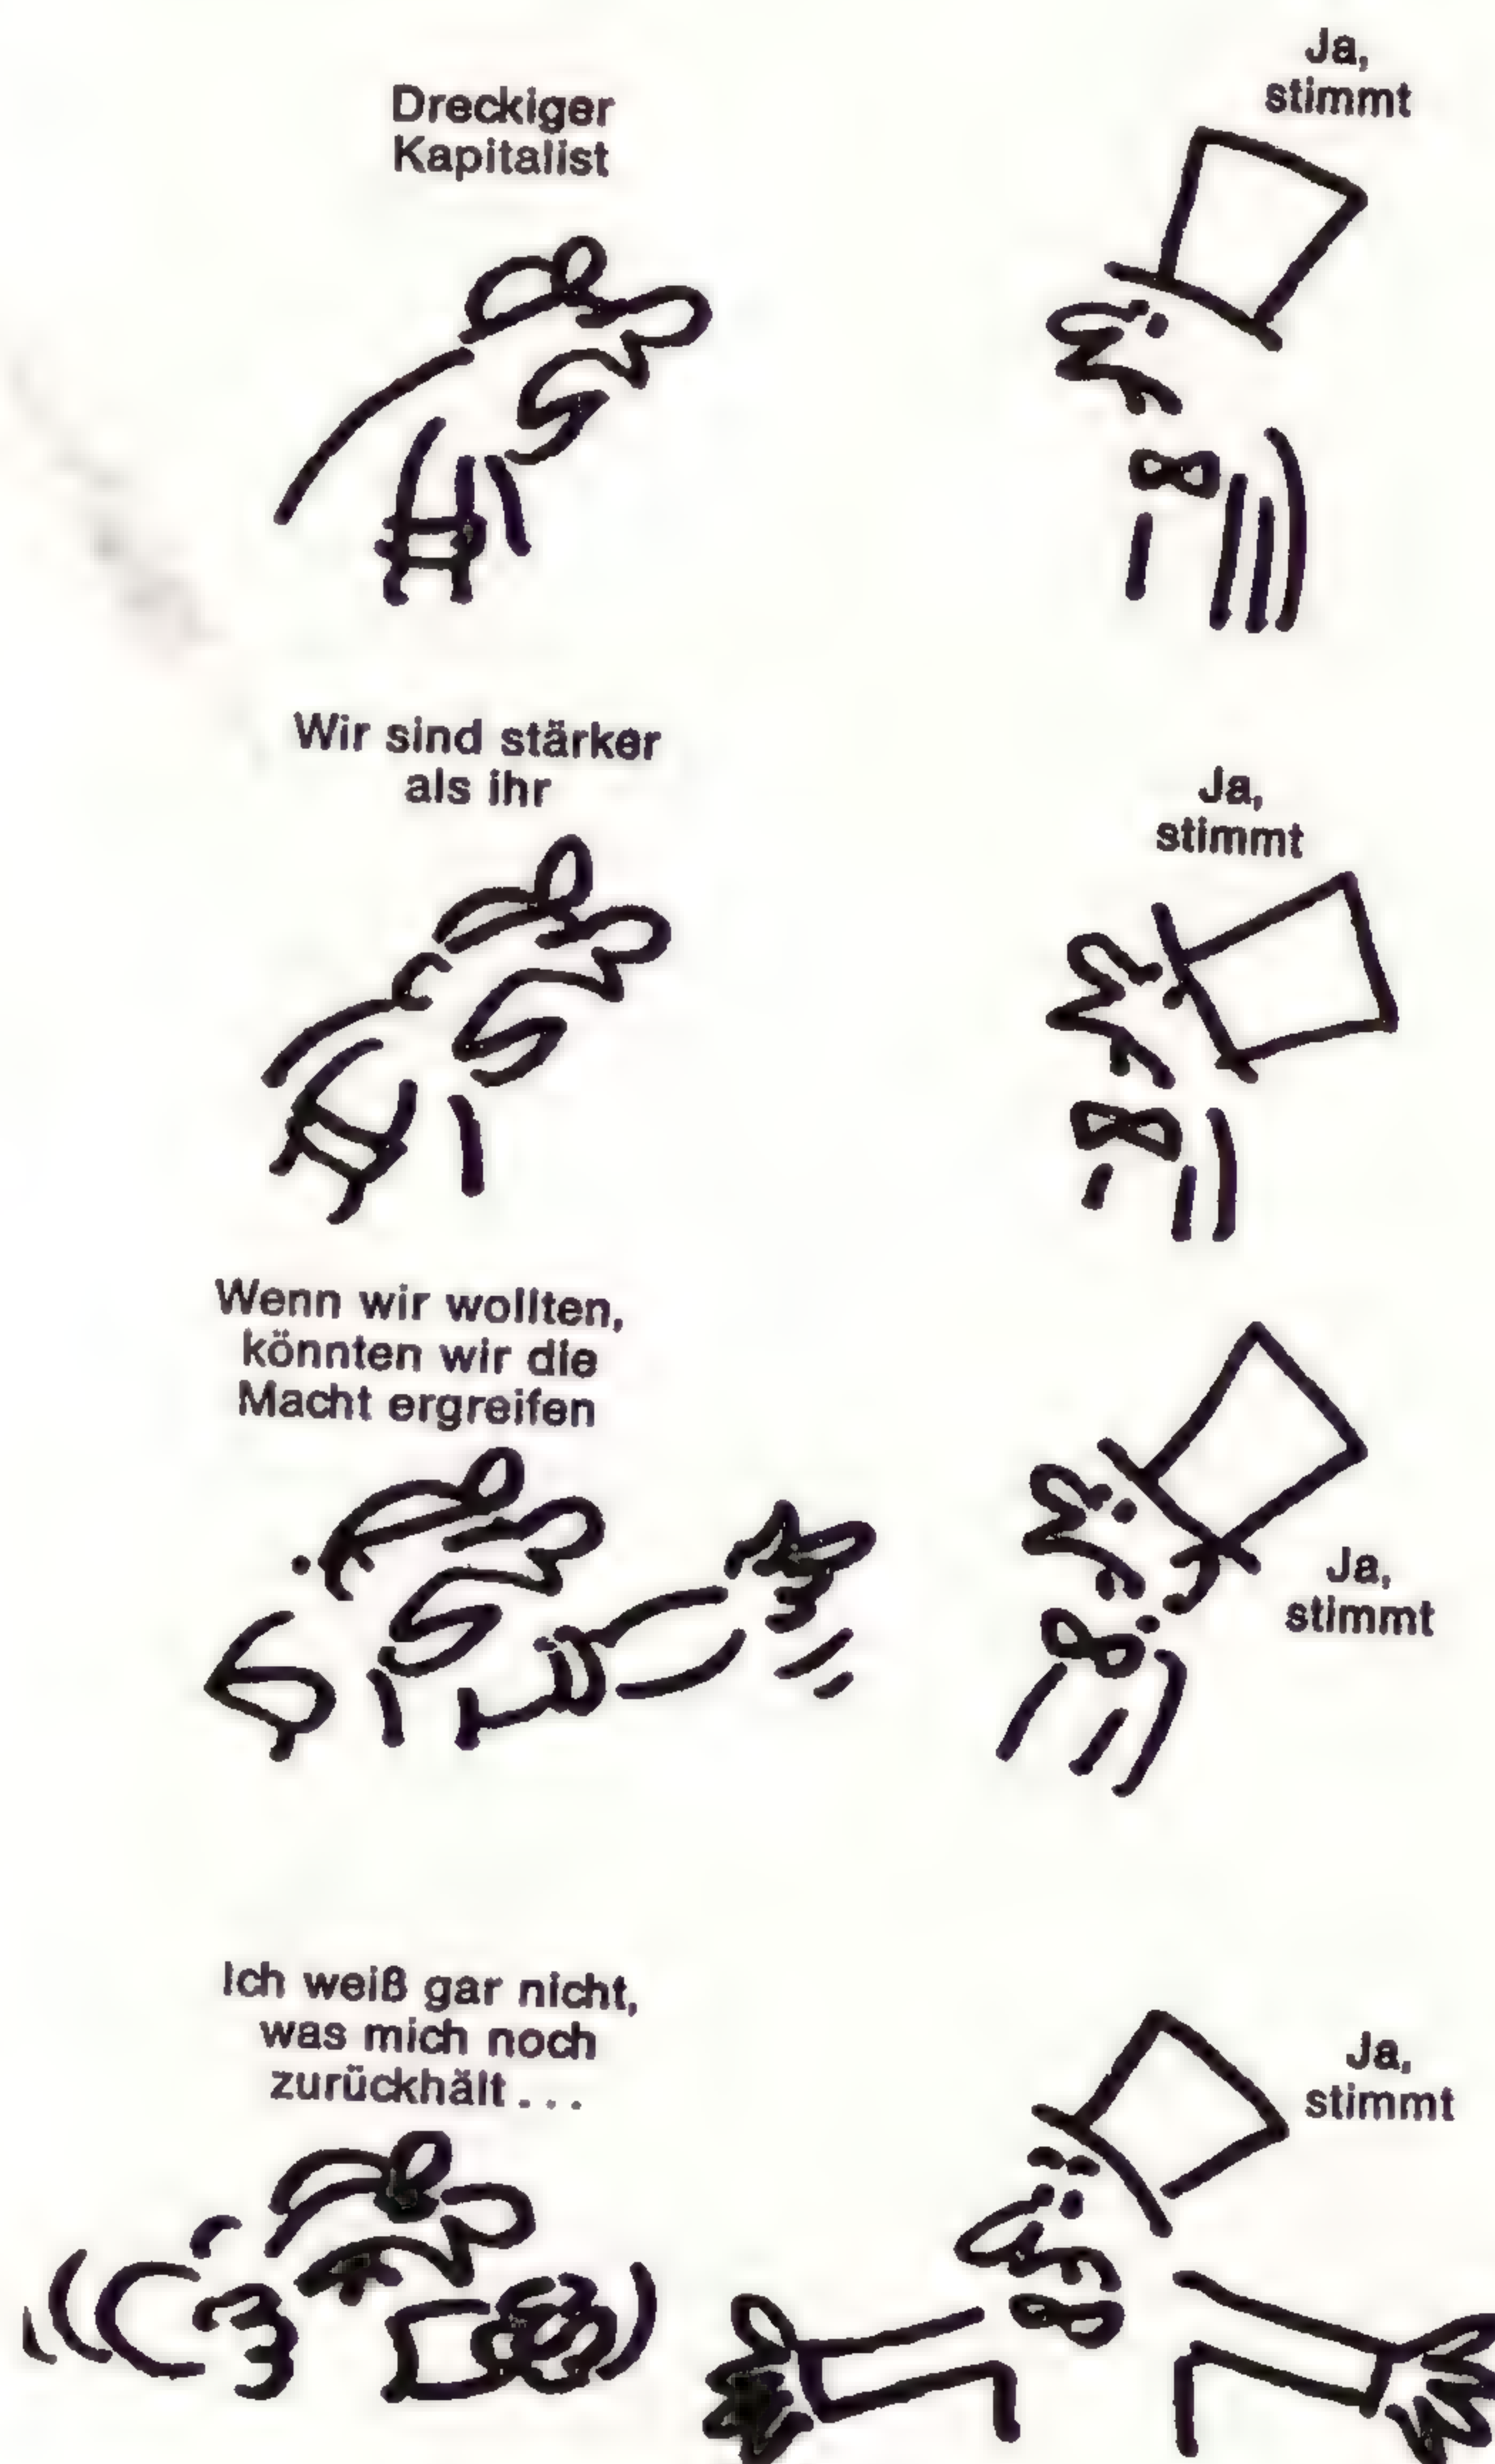 Dreckiger
Kapitalist
Ja,
stimmt
Wir sind stärker
als ihr
Ja,
stimmt
Wenn wir wollten,
könnten wir die
Macht ergreifen
Ja,
stimmt
Ich weiß gar nicht,
was mich noch
zurückhält...
Ja,
stimmt